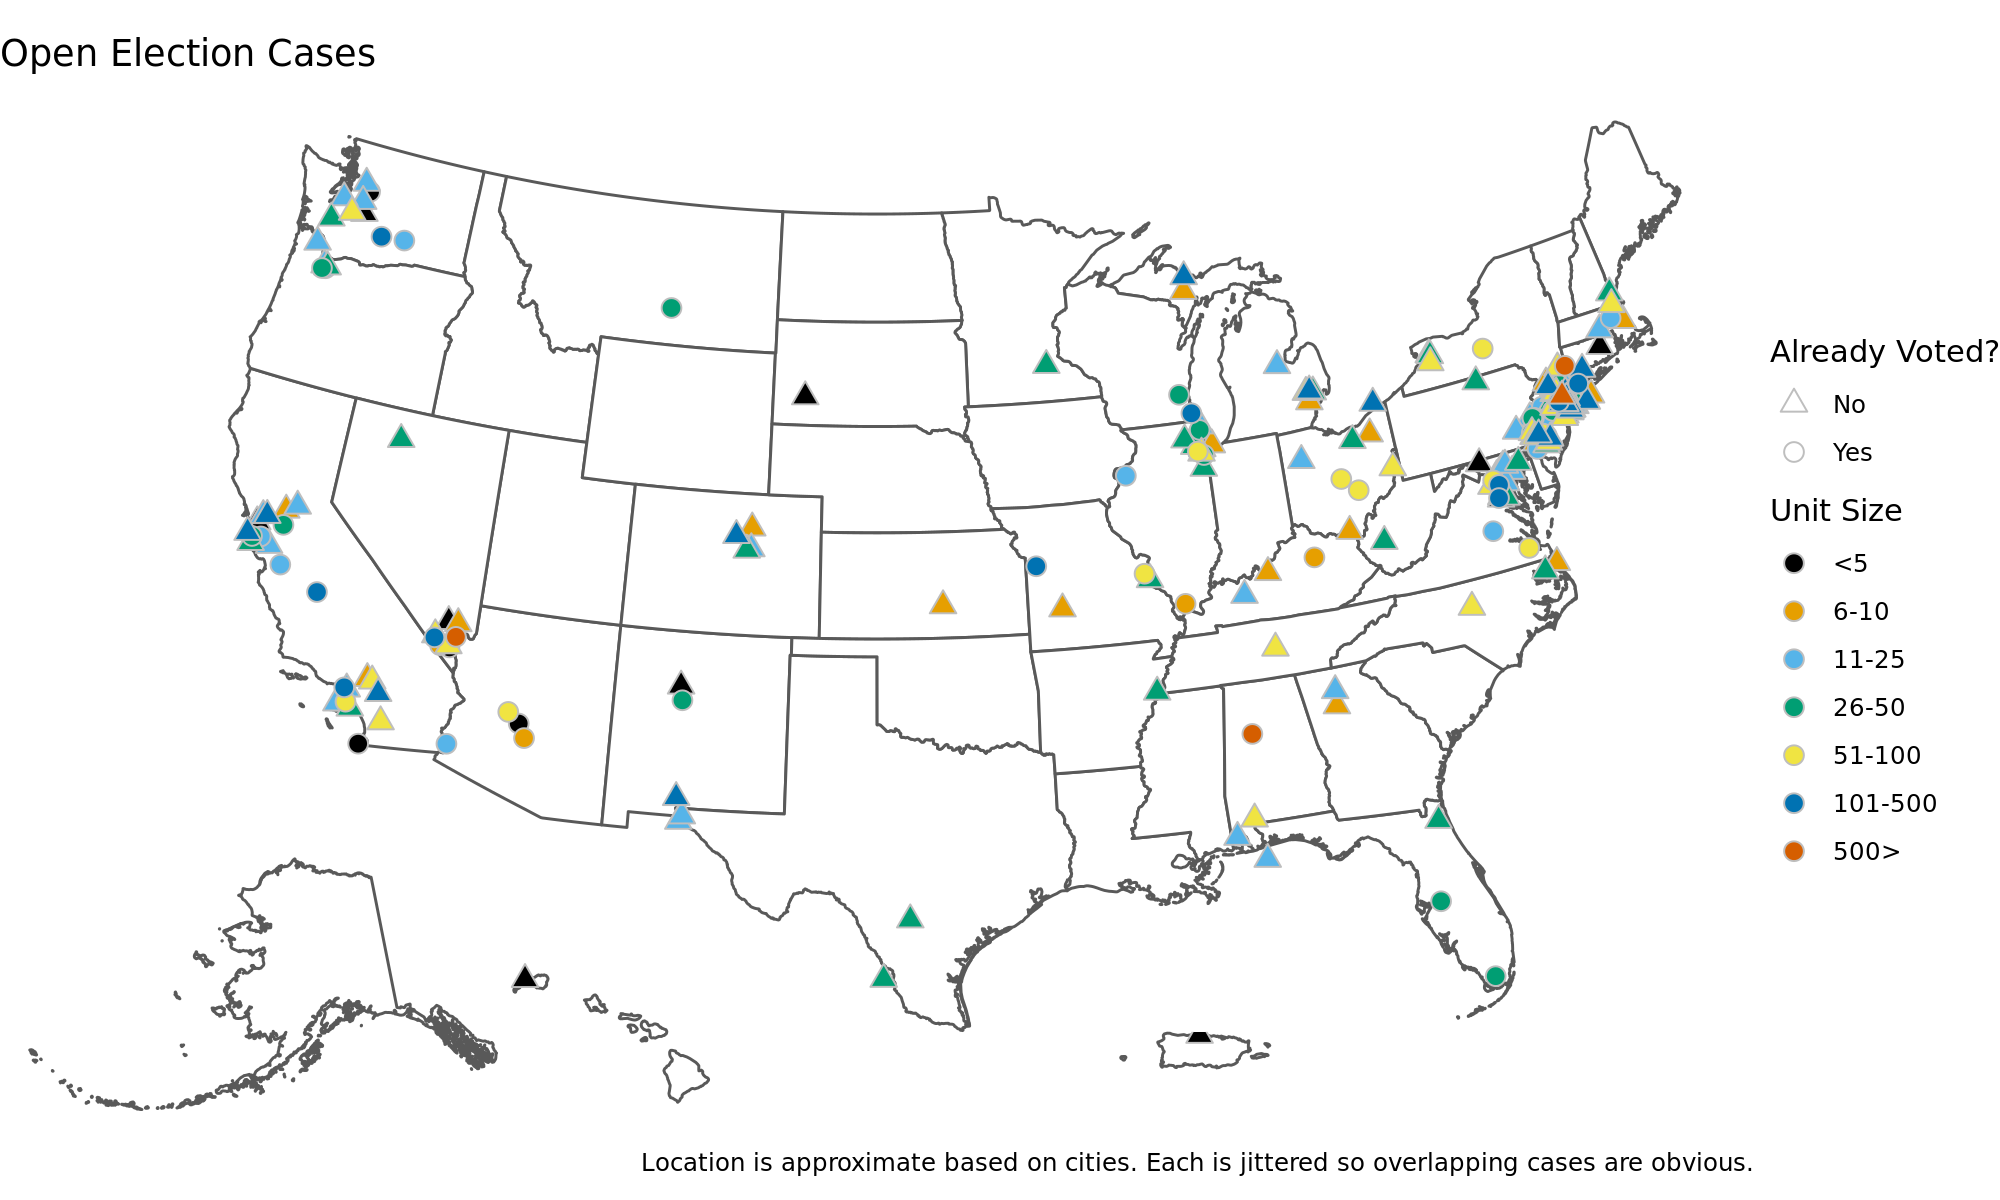 Open Election Cases
Already Voted?
No
Yes
Unit Size
<5
6-10
11-25
26-50
51-100
101-500
500>
Location is approximate based on cities. Each is jittered so overlapping cases are obvious.